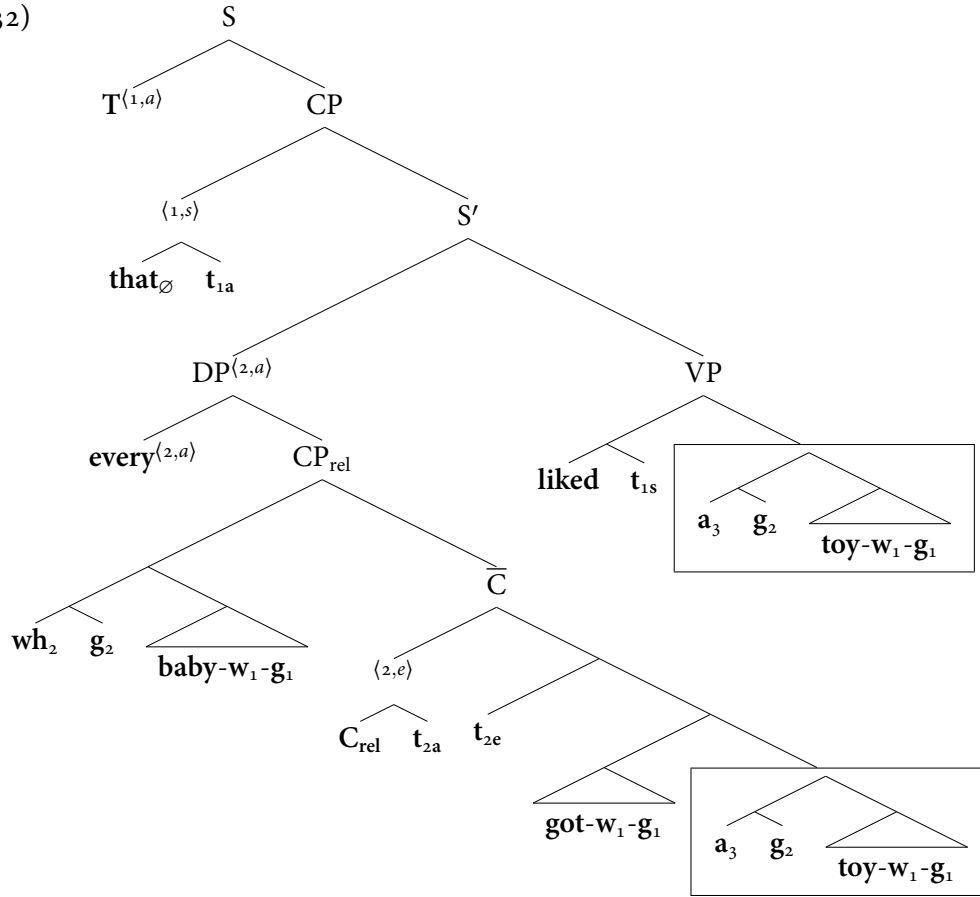 32)
S
T⟨1,a⟩ CP
⟨1,s⟩ S′
that∅ t₁ₐ
DP⟨2,a⟩ VP
every⟨2,a⟩ CPrel liked t₁ₛ
a₃ g₂
toy-w₁-g₁
C̅
wh₂ g₂
baby-w₁-g₁
⟨2,e⟩
Crel t₂ₐ t₂ₑ
got-w₁-g₁
a₃ g₂
toy-w₁-g₁